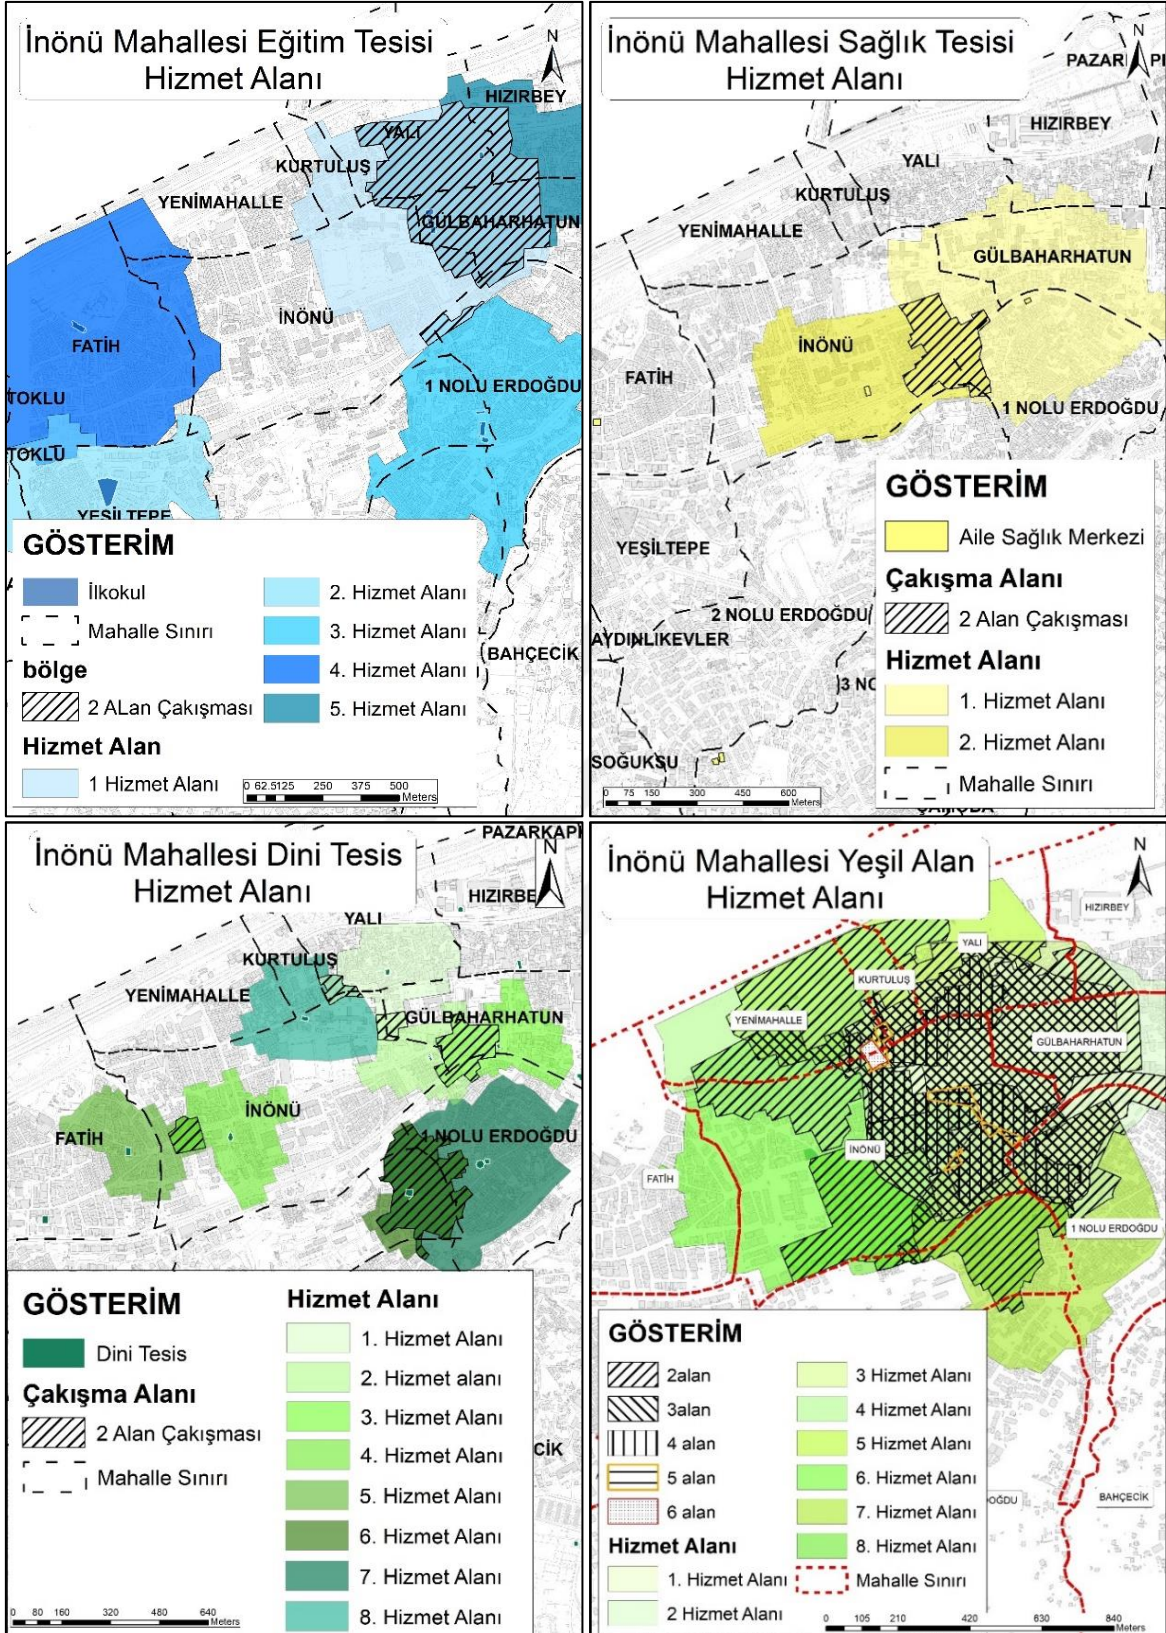 İnönü Mahallesi Eğitim Tesisi
Hizmet Alanı
N
HIZIRBEY
YALI
KURTULUŞ
YENİMAHALLE
GÜLBAHARHATUN
İNÖNÜ
FATİH
1 NOLU ERDOĞDU
TOKLU
TOKLU
YEŞİLTEPE
BAHÇECİK
GÖSTERİM
İlkokul
Mahalle Sınırı
bölge
2 ALan Çakışması
Hizmet Alan
1 Hizmet Alanı
2. Hizmet Alanı
3. Hizmet Alanı
4. Hizmet Alanı
5. Hizmet Alanı
0 62.5125 250 375 500
Meters
İnönü Mahallesi Sağlık Tesisi
Hizmet Alanı
N
PAZAR
HIZIRBEY
YALI
KURTULUŞ
YENİMAHALLE
GÜLBAHARHATUN
İNÖNÜ
FATİH
1 NOLU ERDOĞDU
YEŞİLTEPE
2 NOLU ERDOĞDU
AYDINLIKEVLER
3 NO
SOĞUKSU
GÖSTERİM
Aile Sağlık Merkezi
Çakışma Alanı
2 Alan Çakışması
Hizmet Alanı
1. Hizmet Alanı
2. Hizmet Alanı
Mahalle Sınırı
0 75 150 300 450 600
Meters
İnönü Mahallesi Dini Tesis
Hizmet Alanı
PAZARKAPI
N
HIZIRBE
YALI
KURTULUŞ
YENİMAHALLE
GÜLBAHARHATUN
İNÖNÜ
FATİH
1 NOLU ERDOĞDU
CİK
GÖSTERİM
Dini Tesis
Çakışma Alanı
2 Alan Çakışması
Mahalle Sınırı
Hizmet Alanı
1. Hizmet Alanı
2. Hizmet alanı
3. Hizmet Alanı
4. Hizmet Alanı
5. Hizmet Alanı
6. Hizmet Alanı
7. Hizmet Alanı
8. Hizmet Alanı
0 80 160 320 480 640
Meters
İnönü Mahallesi Yeşil Alan
Hizmet Alanı
N
HIZIRBEY
YALI
KURTULUŞ
YENİMAHALLE
GÜLBAHARHATUN
İNÖNÜ
FATİH
1 NOLU ERDOĞDU
BAHÇECİK
OĞDU
GÖSTERİM
2alan
3alan
4 alan
5 alan
6 alan
Hizmet Alanı
1. Hizmet Alanı
2 Hizmet Alanı
3 Hizmet Alanı
4 Hizmet Alanı
5 Hizmet Alanı
6. Hizmet Alanı
7. Hizmet Alanı
8. Hizmet Alanı
Mahalle Sınırı
0 105 210 420 630 840
Meters